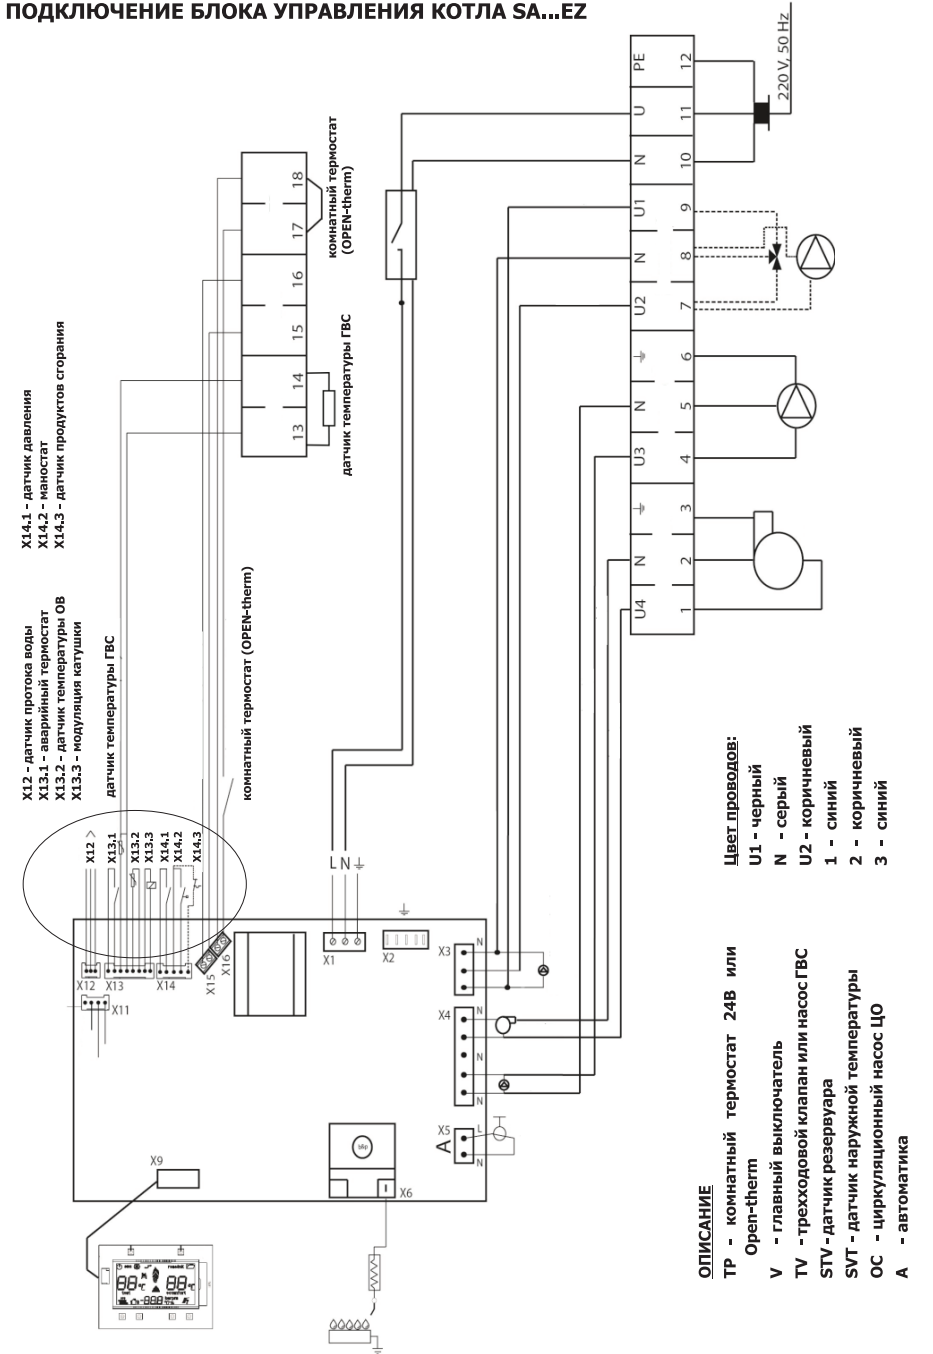 ПОДКЛЮЧЕНИЕ БЛОКА УПРАВЛЕНИЯ КОТЛА SA...EZ
X12 – датчик протока воды
X13.1 – аварийный термостат
X13.2 – датчик температуры ОВ
X13.3 – модуляция катушки
X14.1 – датчик давления
X14.2 – маностат
X14.3 – датчик продуктов сгорания
датчик температуры ГВС
X12
X13.1
X13.2
X13.3
X14.1
X14.2
X14.3
комнатный термостат (OPEN-therm)
13
14
15
16
17
18
датчик температуры ГВС
комнатный термостат
(OPEN-therm)
L
N
X12
X13
X14
X15
X16
X11
X1
X2
X3
N
N
X4
N
N
N
X5
A
L
N
X6
X9
U4
N
U3
N
U2
N
U1
N
U
PE
1
2
3
4
5
6
7
8
9
10
11
12
220 V, 50 Hz
ОПИСАНИЕ
TP – комнатный термостат 24В или
Open-therm
V – главный выключатель
TV – трехходовой клапан или насос ГВС
STV – датчик резервуара
SVT – датчик наружной температуры
OC – циркуляционный насос ЦО
A – автоматика
Цвет проводов:
U1 – черный
N – серый
U2 – коричневый
1 – синий
2 – коричневый
3 – синий